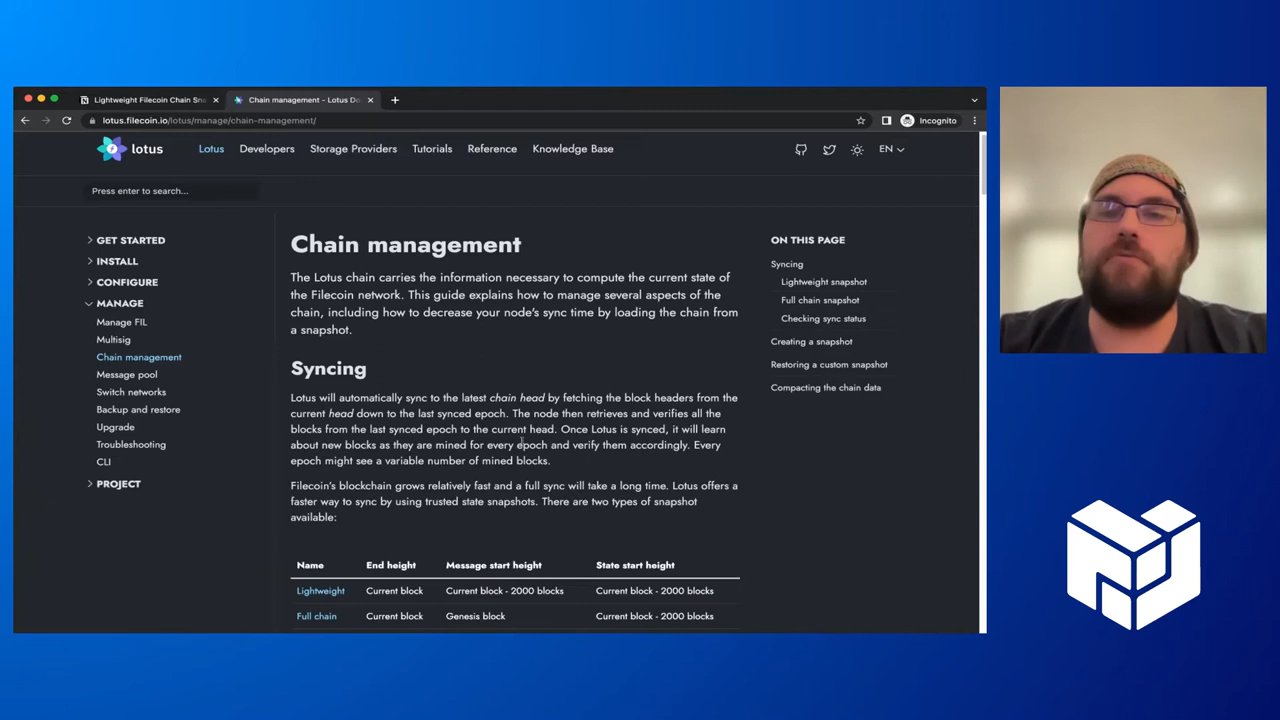 Lightweight Filecoin Chain Sna
Chain management - Lotus Do
lotus.filecoin.io/lotus/manage/chain-management/
Incognito
lotus
Lotus
Developers
Storage Providers
Tutorials
Reference
Knowledge Base
EN
Press enter to search...
GET STARTED
INSTALL
CONFIGURE
MANAGE
Manage FIL
Multisig
Chain management
Message pool
Switch networks
Backup and restore
Upgrade
Troubleshooting
CLI
PROJECT
Chain management
The Lotus chain carries the information necessary to compute the current state of
the Filecoin network. This guide explains how to manage several aspects of the
chain, including how to decrease your node's sync time by loading the chain from
a snapshot.
Syncing
Lotus will automatically sync to the latest chain head by fetching the block headers from the
current head down to the last synced epoch. The node then retrieves and verifies all the
blocks from the last synced epoch to the current head. Once Lotus is synced, it will learn
about new blocks as they are mined for every epoch and verify them accordingly. Every
epoch might see a variable number of mined blocks.
Filecoin's blockchain grows relatively fast and a full sync will take a long time. Lotus offers a
faster way to sync by using trusted state snapshots. There are two types of snapshot
available:
Name End height Message start height State start height
Lightweight Current block Current block - 2000 blocks Current block - 2000 blocks
Full chain Current block Genesis block Current block - 2000 blocks
ON THIS PAGE
Syncing
Lightweight snapshot
Full chain snapshot
Checking sync status
Creating a snapshot
Restoring a custom snapshot
Compacting the chain data